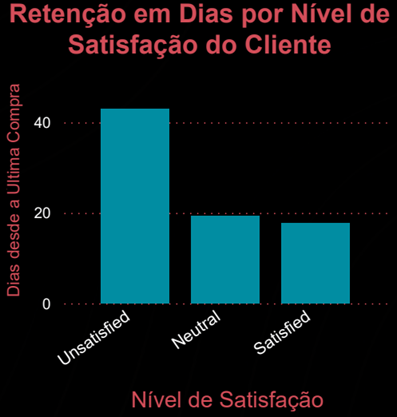 Retenção em Dias por Nível de
Satisfação do Cliente
Dias desde a Ultima Compra
40
20
0
Unsatisfied
Neutral
Satisfied
Nível de Satisfação